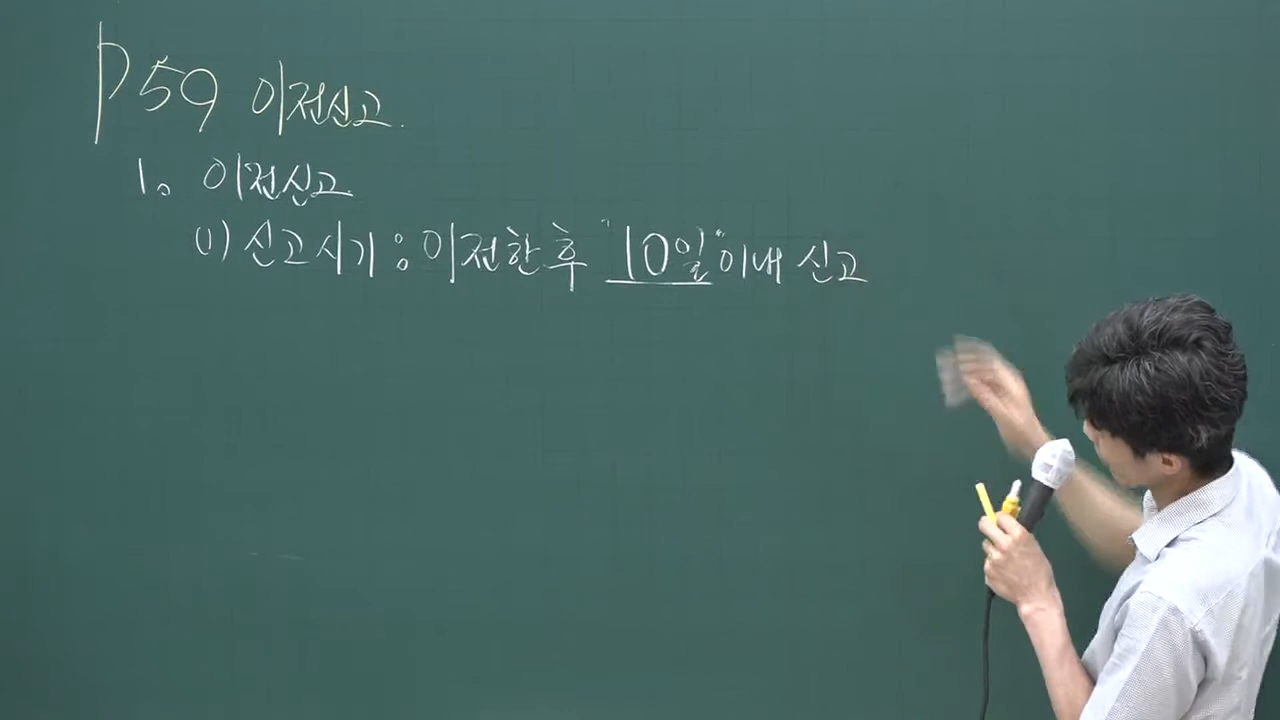 P59 이전신고.
1. 이전신고.
(1) 신고시기 : 이전한 후 "10일" 이내 신고